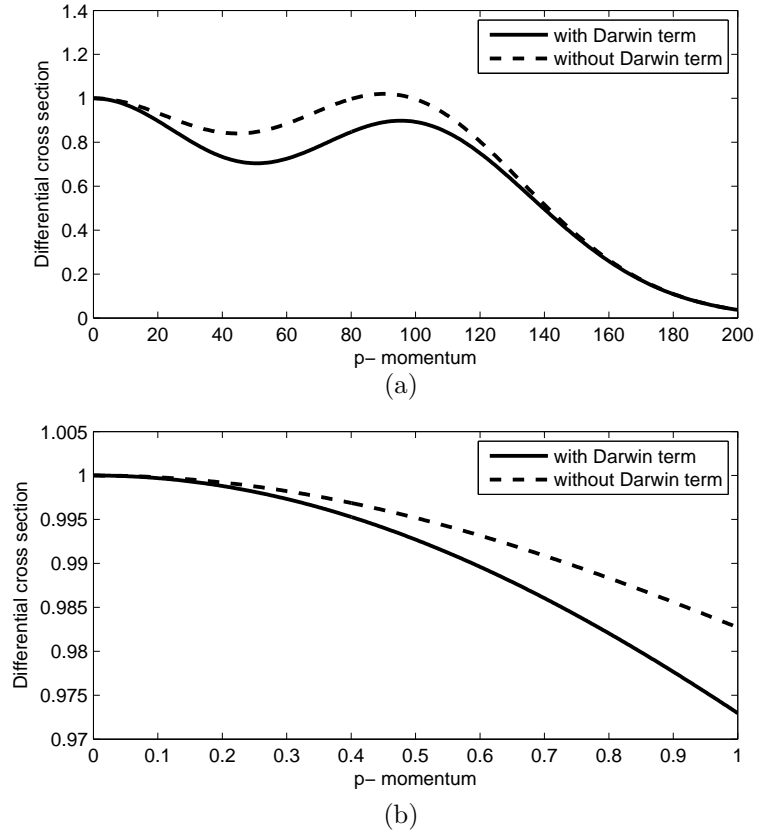 1.4
1.2
1
0.8
0.6
0.4
0.2
0
Differential cross section
with Darwin term
without Darwin term
0 20 40 60 80 100 120 140 160 180 200
p− momentum
(a)
1.005
1
0.995
0.99
0.985
0.98
0.975
0.97
Differential cross section
with Darwin term
without Darwin term
0 0.1 0.2 0.3 0.4 0.5 0.6 0.7 0.8 0.9 1
p− momentum
(b)